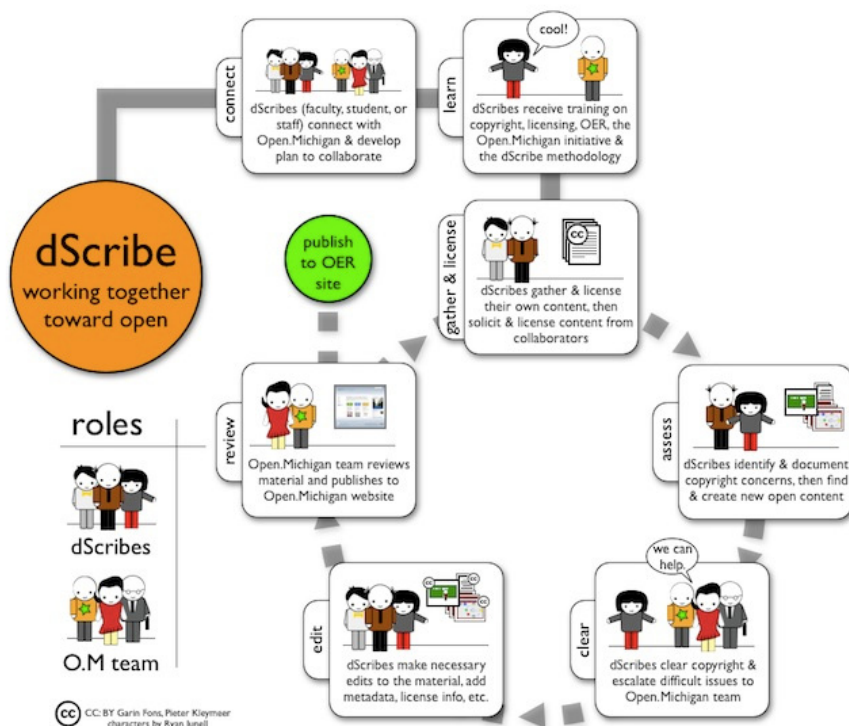 dScribe
working together
toward open
connect
dScribes (faculty, student, or
staff) connect with
Open.Michigan & develop
plan to collaborate
learn
cool!
dScribes receive training on
copyright, licensing, OER, the
Open.Michigan initiative &
the dScribe methodology
gather & license
CC
dScribes gather & license
their own content, then
solicit & license content from
collaborators
assess
dScribes identify & document
copyright concerns, then find
& create new open content
clear
we can
help.
dScribes clear copyright &
escalate difficult issues to
Open.Michigan team
edit
CC
CC
CC
dScribes make necessary
edits to the material, add
metadata, license info, etc.
review
Open.Michigan team reviews
material and publishes to
Open.Michigan website
publish
to OER
site
roles
dScribes
O.M team
CC
CC: BY Garin Fons, Pieter Kleymeer
characters by Ryan Junell